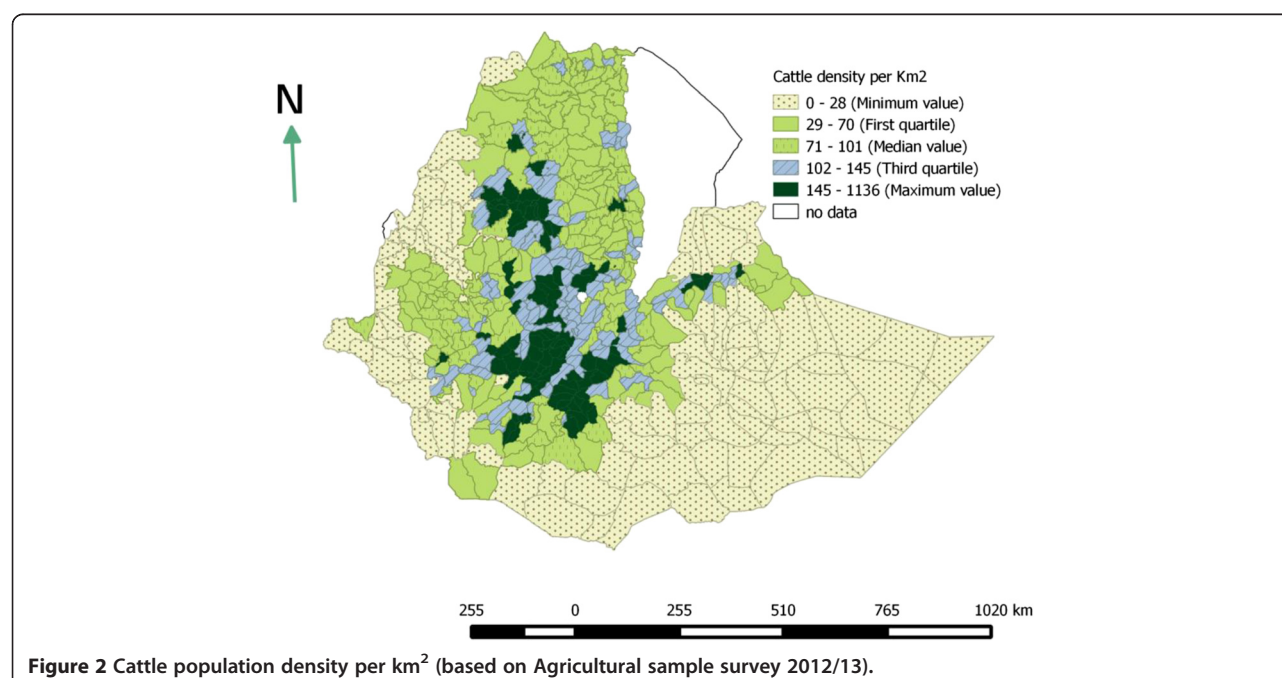 N
Cattle density per Km2
0 - 28 (Minimum value)
29 - 70 (First quartile)
71 - 101 (Median value)
102 - 145 (Third quartile)
145 - 1136 (Maximum value)
no data
255 0 255 510 765 1020 km
Figure 2 Cattle population density per km² (based on Agricultural sample survey 2012/13).